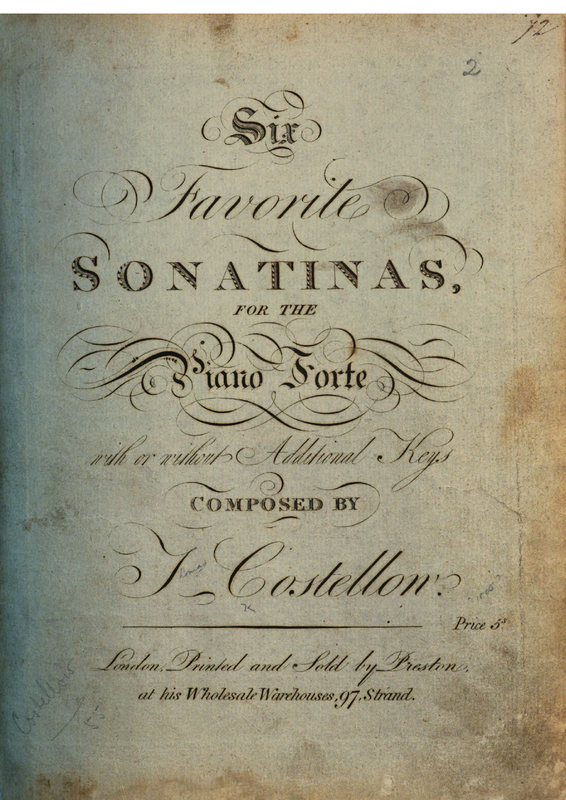 72
2
Six
Favorite
SONATINAS,
FOR THE
Piano Forte
with or without Additional Keys
COMPOSED BY
T Costellow.
Price 5s
London, Printed and Sold by Preston,
at his Wholesale Warehouses, 97, Strand.
Costellow